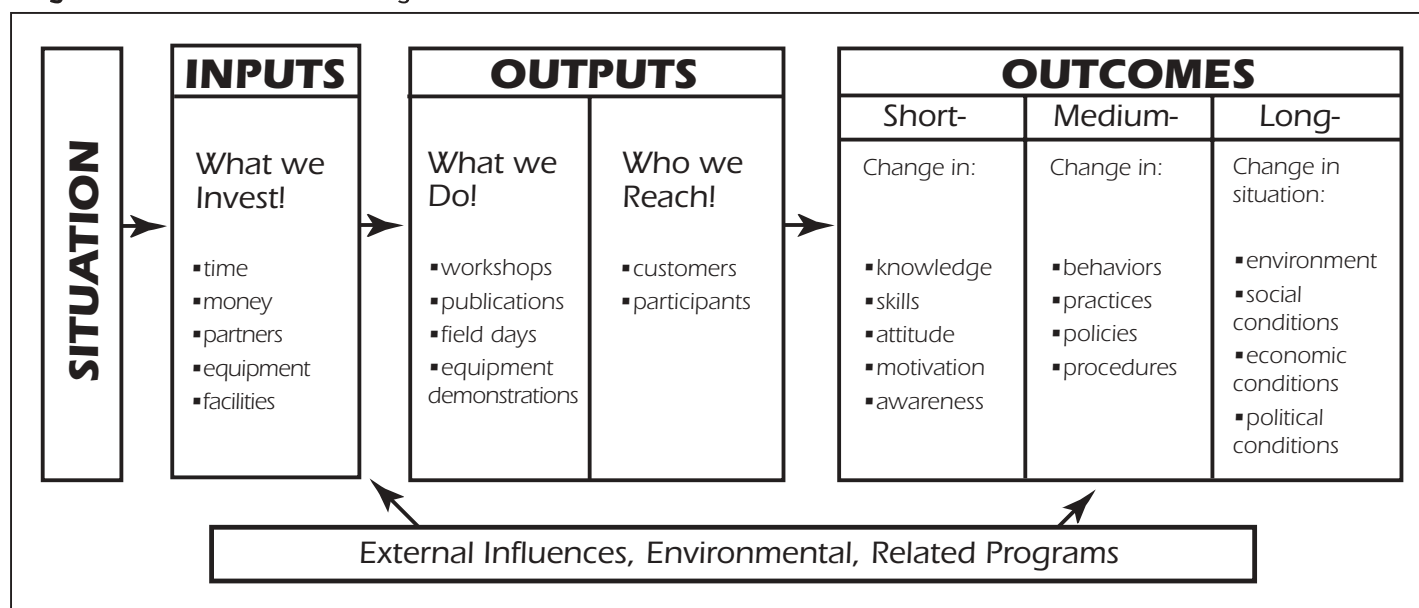 SITUATION
INPUTS
What we
Invest!
▪time
▪money
▪partners
▪equipment
▪facilities
OUTPUTS
What we
Do!
▪workshops
▪publications
▪field days
▪equipment
demonstrations
Who we
Reach!
▪customers
▪participants
OUTCOMES
Short-
Change in:
▪knowledge
▪skills
▪attitude
▪motivation
▪awareness
Medium-
Change in:
▪behaviors
▪practices
▪policies
▪procedures
Long-
Change in
situation:
▪environment
▪social
conditions
▪economic
conditions
▪political
conditions
External Influences, Environmental, Related Programs